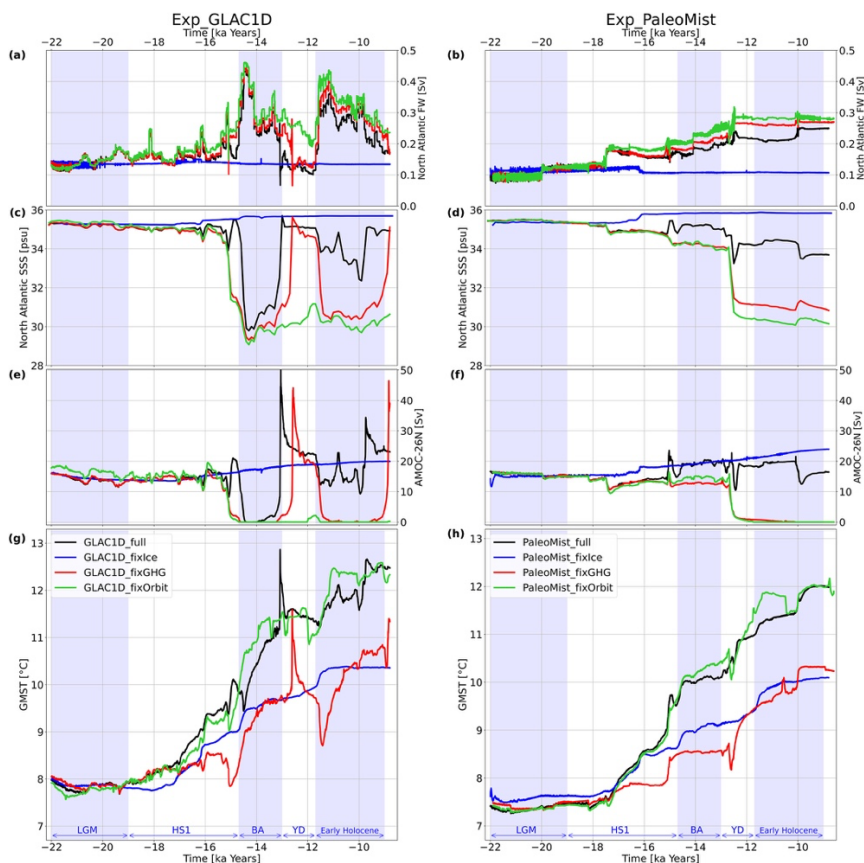 Exp_GLAC1D
Exp_PaleoMist
Time [ka Years]
Time [ka Years]
−22 −20 −18 −16 −14 −12 −10
−22 −20 −18 −16 −14 −12 −10
(a)
0.5
0.4
0.3
0.2
0.1
0.0
North Atlantic FW [Sv]
(b)
0.5
0.4
0.3
0.2
0.1
0.0
North Atlantic FW [Sv]
(c)
36
34
32
30
28
North Atlantic SSS [psu]
(d)
36
34
32
30
28
North Atlantic SSS [psu]
(e)
50
40
30
20
10
0
AMOC-26N [Sv]
(f)
50
40
30
20
10
0
AMOC-26N [Sv]
(g)
13
12
11
10
9
8
7
GMST [°C]
GLAC1D_full
GLAC1D_fixIce
GLAC1D_fixGHG
GLAC1D_fixOrbit
LGM HS1 BA YD Early Holocene
−22 −20 −18 −16 −14 −12 −10
Time [ka Years]
(h)
13
12
11
10
9
8
7
GMST [°C]
PaleoMist_full
PaleoMist_fixIce
PaleoMist_fixGHG
PaleoMist_fixOrbit
LGM HS1 BA YD Early Holocene
−22 −20 −18 −16 −14 −12 −10
Time [ka Years]